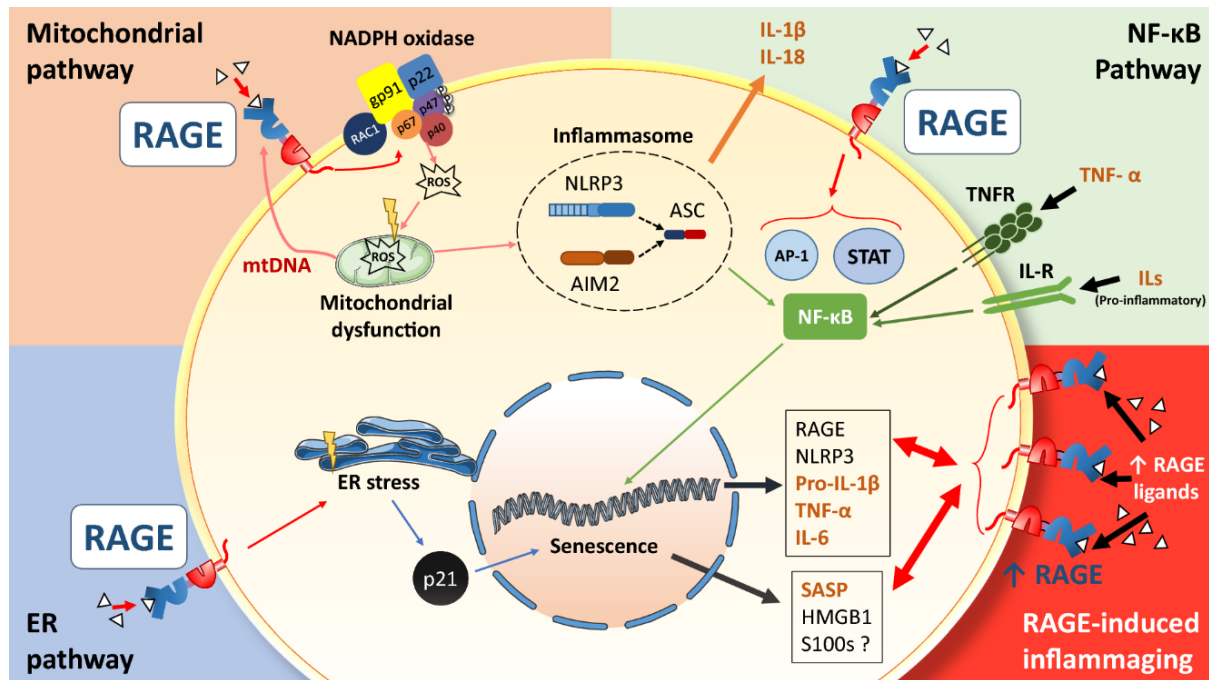 Mitochondrial
pathway
NADPH oxidase
gp91
p22
p47
P
P
P
RAC1
p67
p40
RAGE
ROS
ROS
mtDNA
Mitochondrial
dysfunction
Inflammasome
NLRP3
ASC
AIM2
IL-1β
IL-18
NF-κB
Pathway
RAGE
TNFR
TNF- α
AP-1
STAT
IL-R
ILs
(Pro-inflammatory)
NF-κB
ER stress
RAGE
p21
Senescence
ER
pathway
RAGE
NLRP3
Pro-IL-1β
TNF-α
IL-6
SASP
HMGB1
S100s ?
↑ RAGE
ligands
↑ RAGE
RAGE-induced
inflammaging